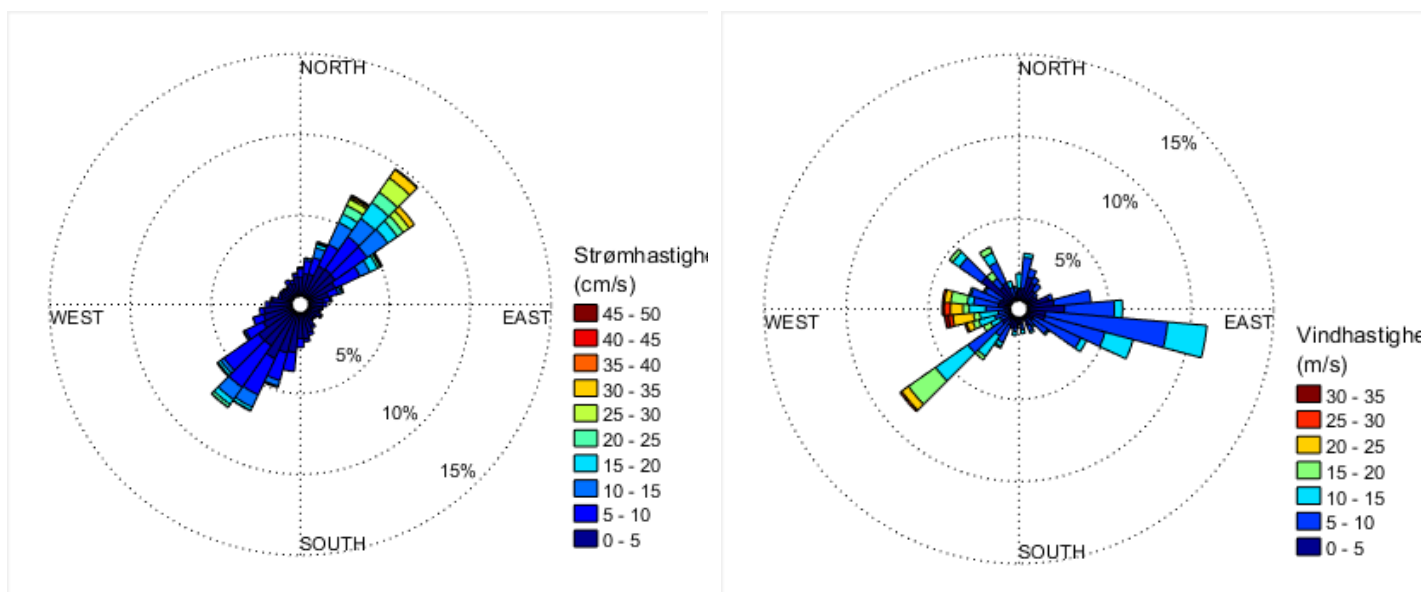 NORTH
WEST
EAST
SOUTH
5%
10%
15%
Strømhastighe
(cm/s)
45 - 50
40 - 45
35 - 40
30 - 35
25 - 30
20 - 25
15 - 20
10 - 15
5 - 10
0 - 5
NORTH
15%
10%
5%
WEST
EAST
SOUTH
Vindhastighe
(m/s)
30 - 35
25 - 30
20 - 25
15 - 20
10 - 15
5 - 10
0 - 5